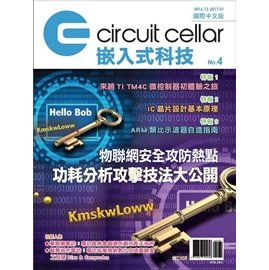 2016.12-2017.01
國際中文版
circuit cellar
嵌入式科技
No.4
特輯 1
來趟 TI TM4C 微控制器初體驗之旅
特輯 2
IC 晶片設計基本原理
特輯 3
ARM 類比示波器自造指南
Hello Bob
KmskwLoww
物聯網安全攻防熱點
功耗分析攻擊技法大公開
KmskwLoww